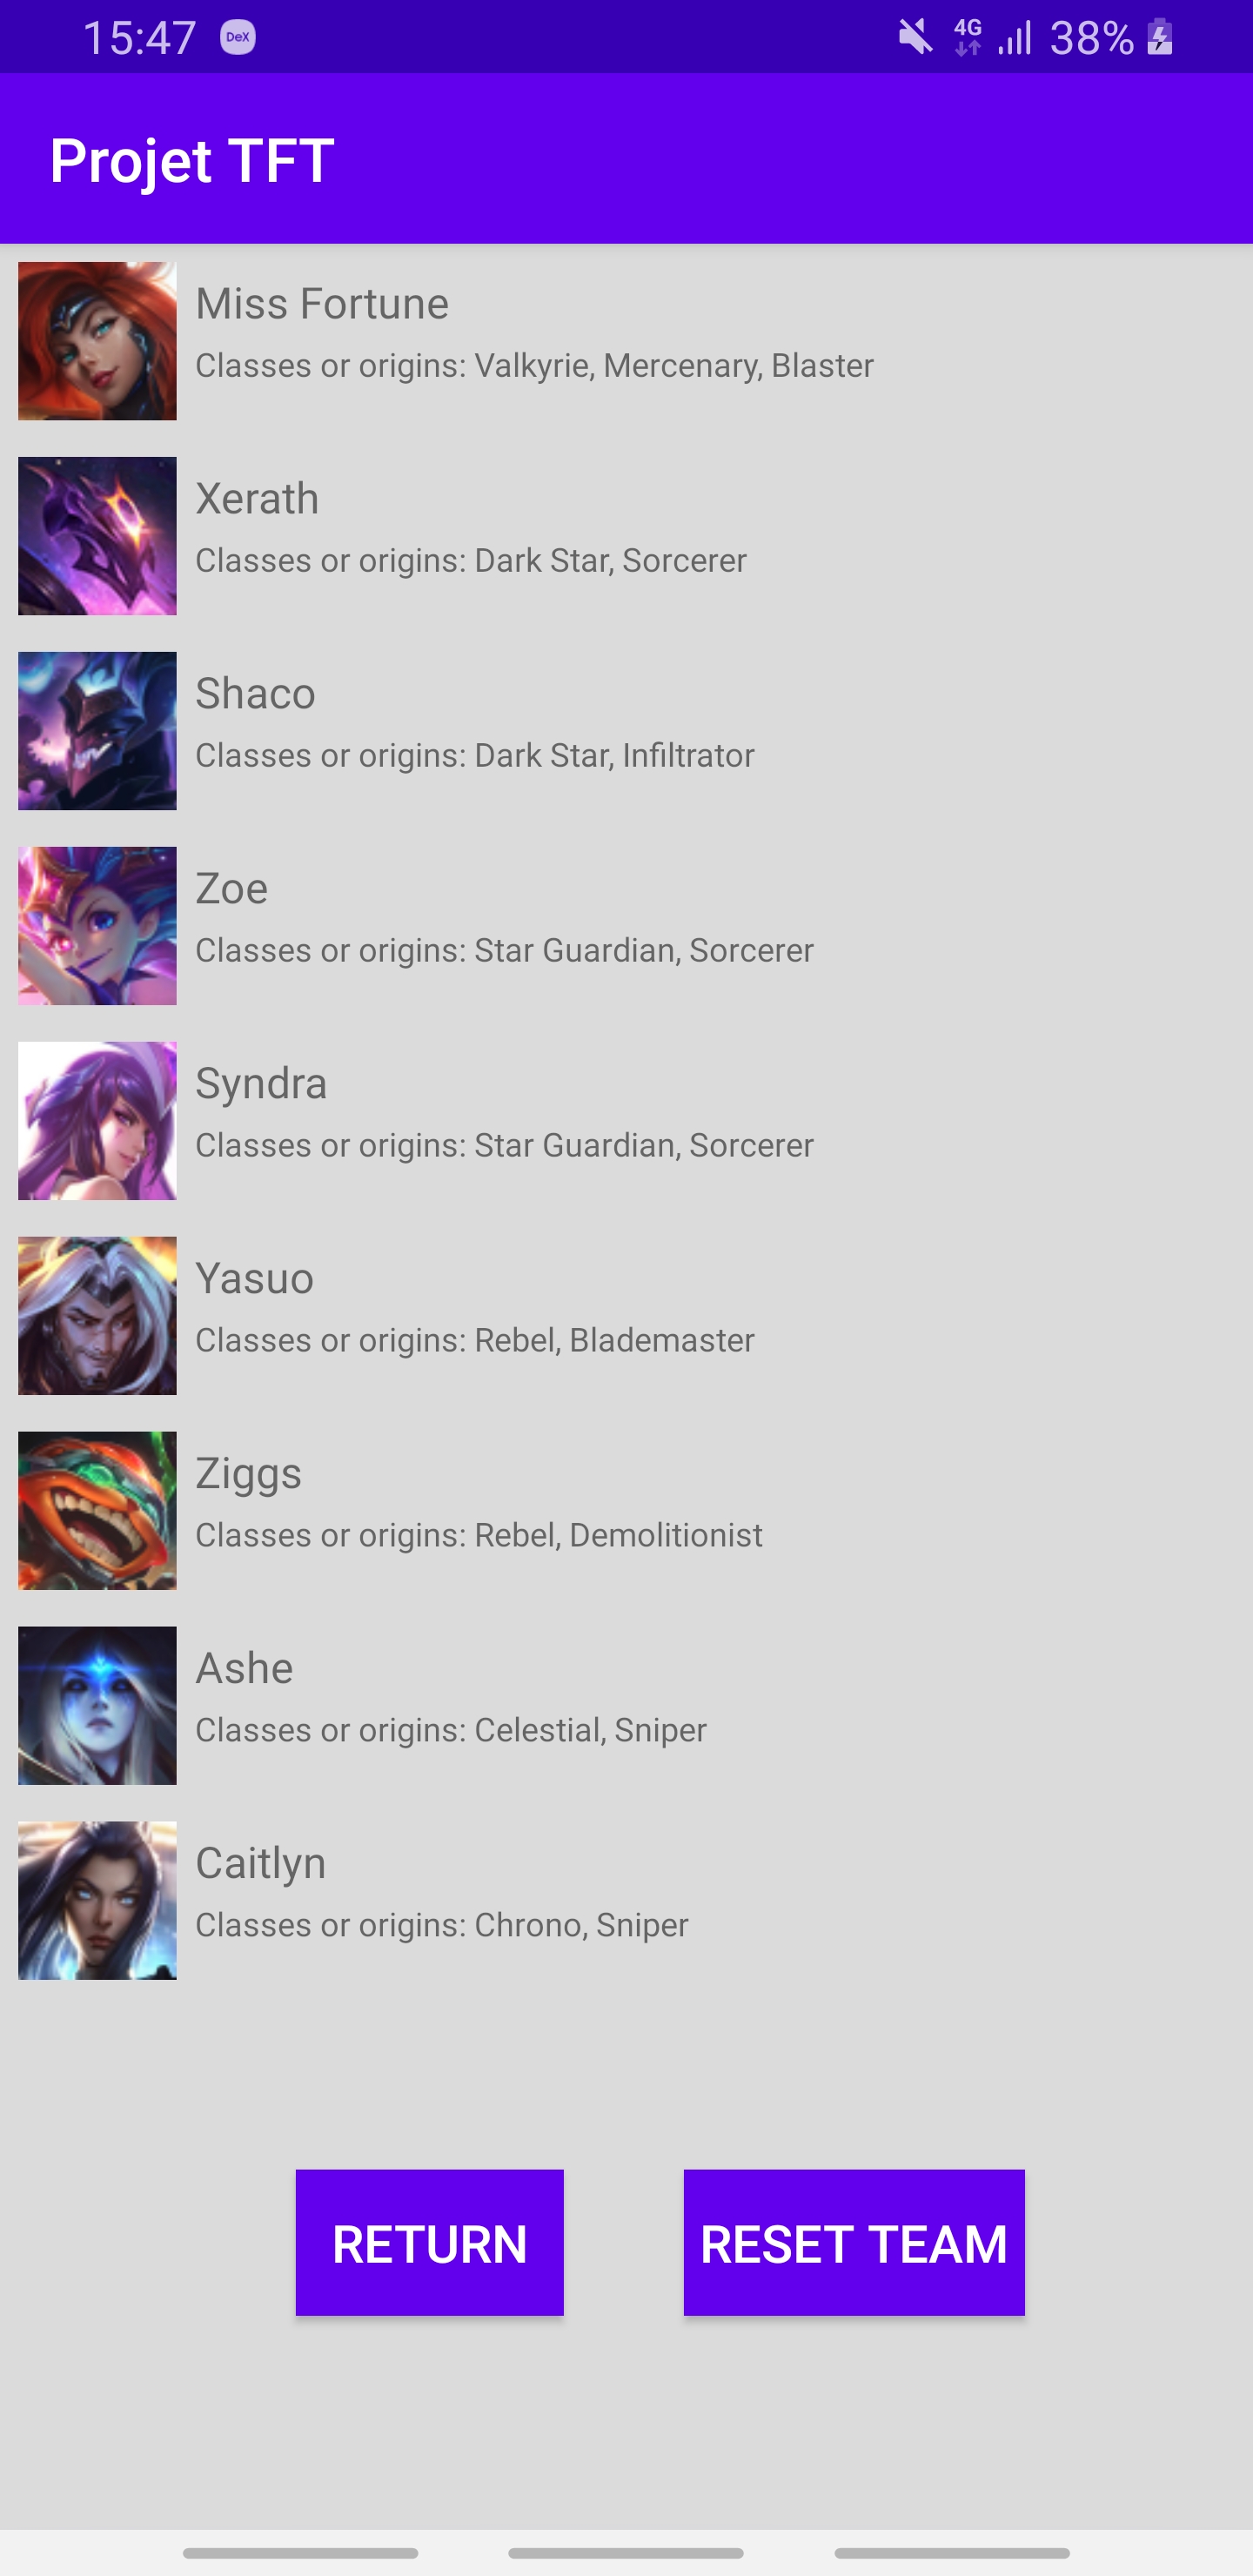 15:47 DeX 4G 38%
Projet TFT
Miss Fortune
Classes or origins: Valkyrie, Mercenary, Blaster
Xerath
Classes or origins: Dark Star, Sorcerer
Shaco
Classes or origins: Dark Star, Infiltrator
Zoe
Classes or origins: Star Guardian, Sorcerer
Syndra
Classes or origins: Star Guardian, Sorcerer
Yasuo
Classes or origins: Rebel, Blademaster
Ziggs
Classes or origins: Rebel, Demolitionist
Ashe
Classes or origins: Celestial, Sniper
Caitlyn
Classes or origins: Chrono, Sniper
RETURN RESET TEAM